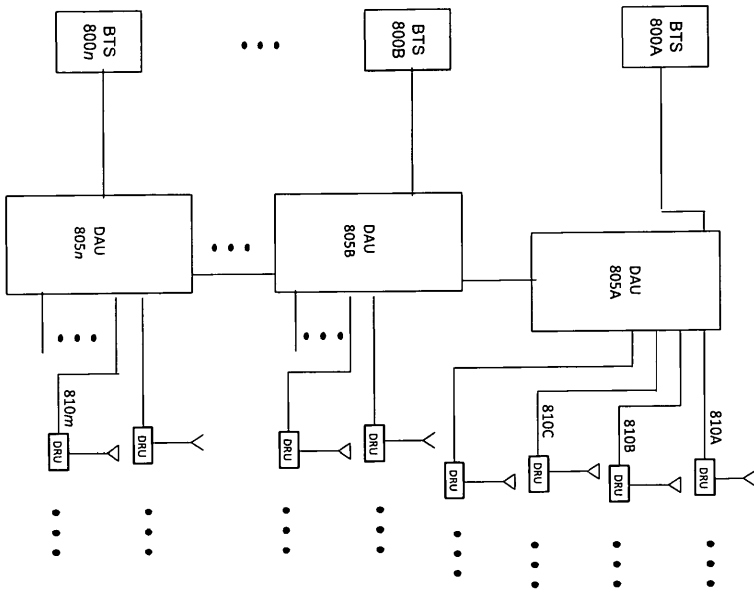 BTS
800A
DAU
805A
810A
DRU
810B
DRU
810C
DRU
DRU
BTS
800B
DAU
805B
DRU
DRU
BTS
800n
DAU
805n
DRU
810m
DRU